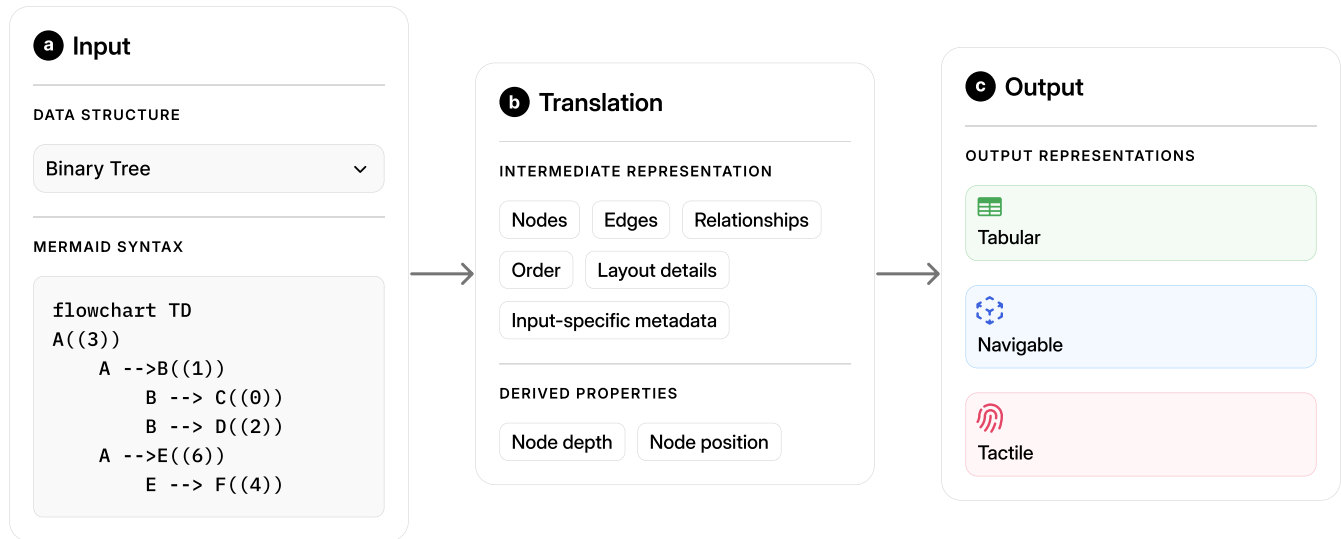 a Input
DATA STRUCTURE
Binary Tree
MERMAID SYNTAX
flowchart TD
A((3))
    A -->B((1))
        B --> C((0))
        B --> D((2))
    A -->E((6))
        E --> F((4))
b Translation
INTERMEDIATE REPRESENTATION
Nodes Edges Relationships
Order Layout details
Input-specific metadata
DERIVED PROPERTIES
Node depth Node position
c Output
OUTPUT REPRESENTATIONS
Tabular
Navigable
Tactile